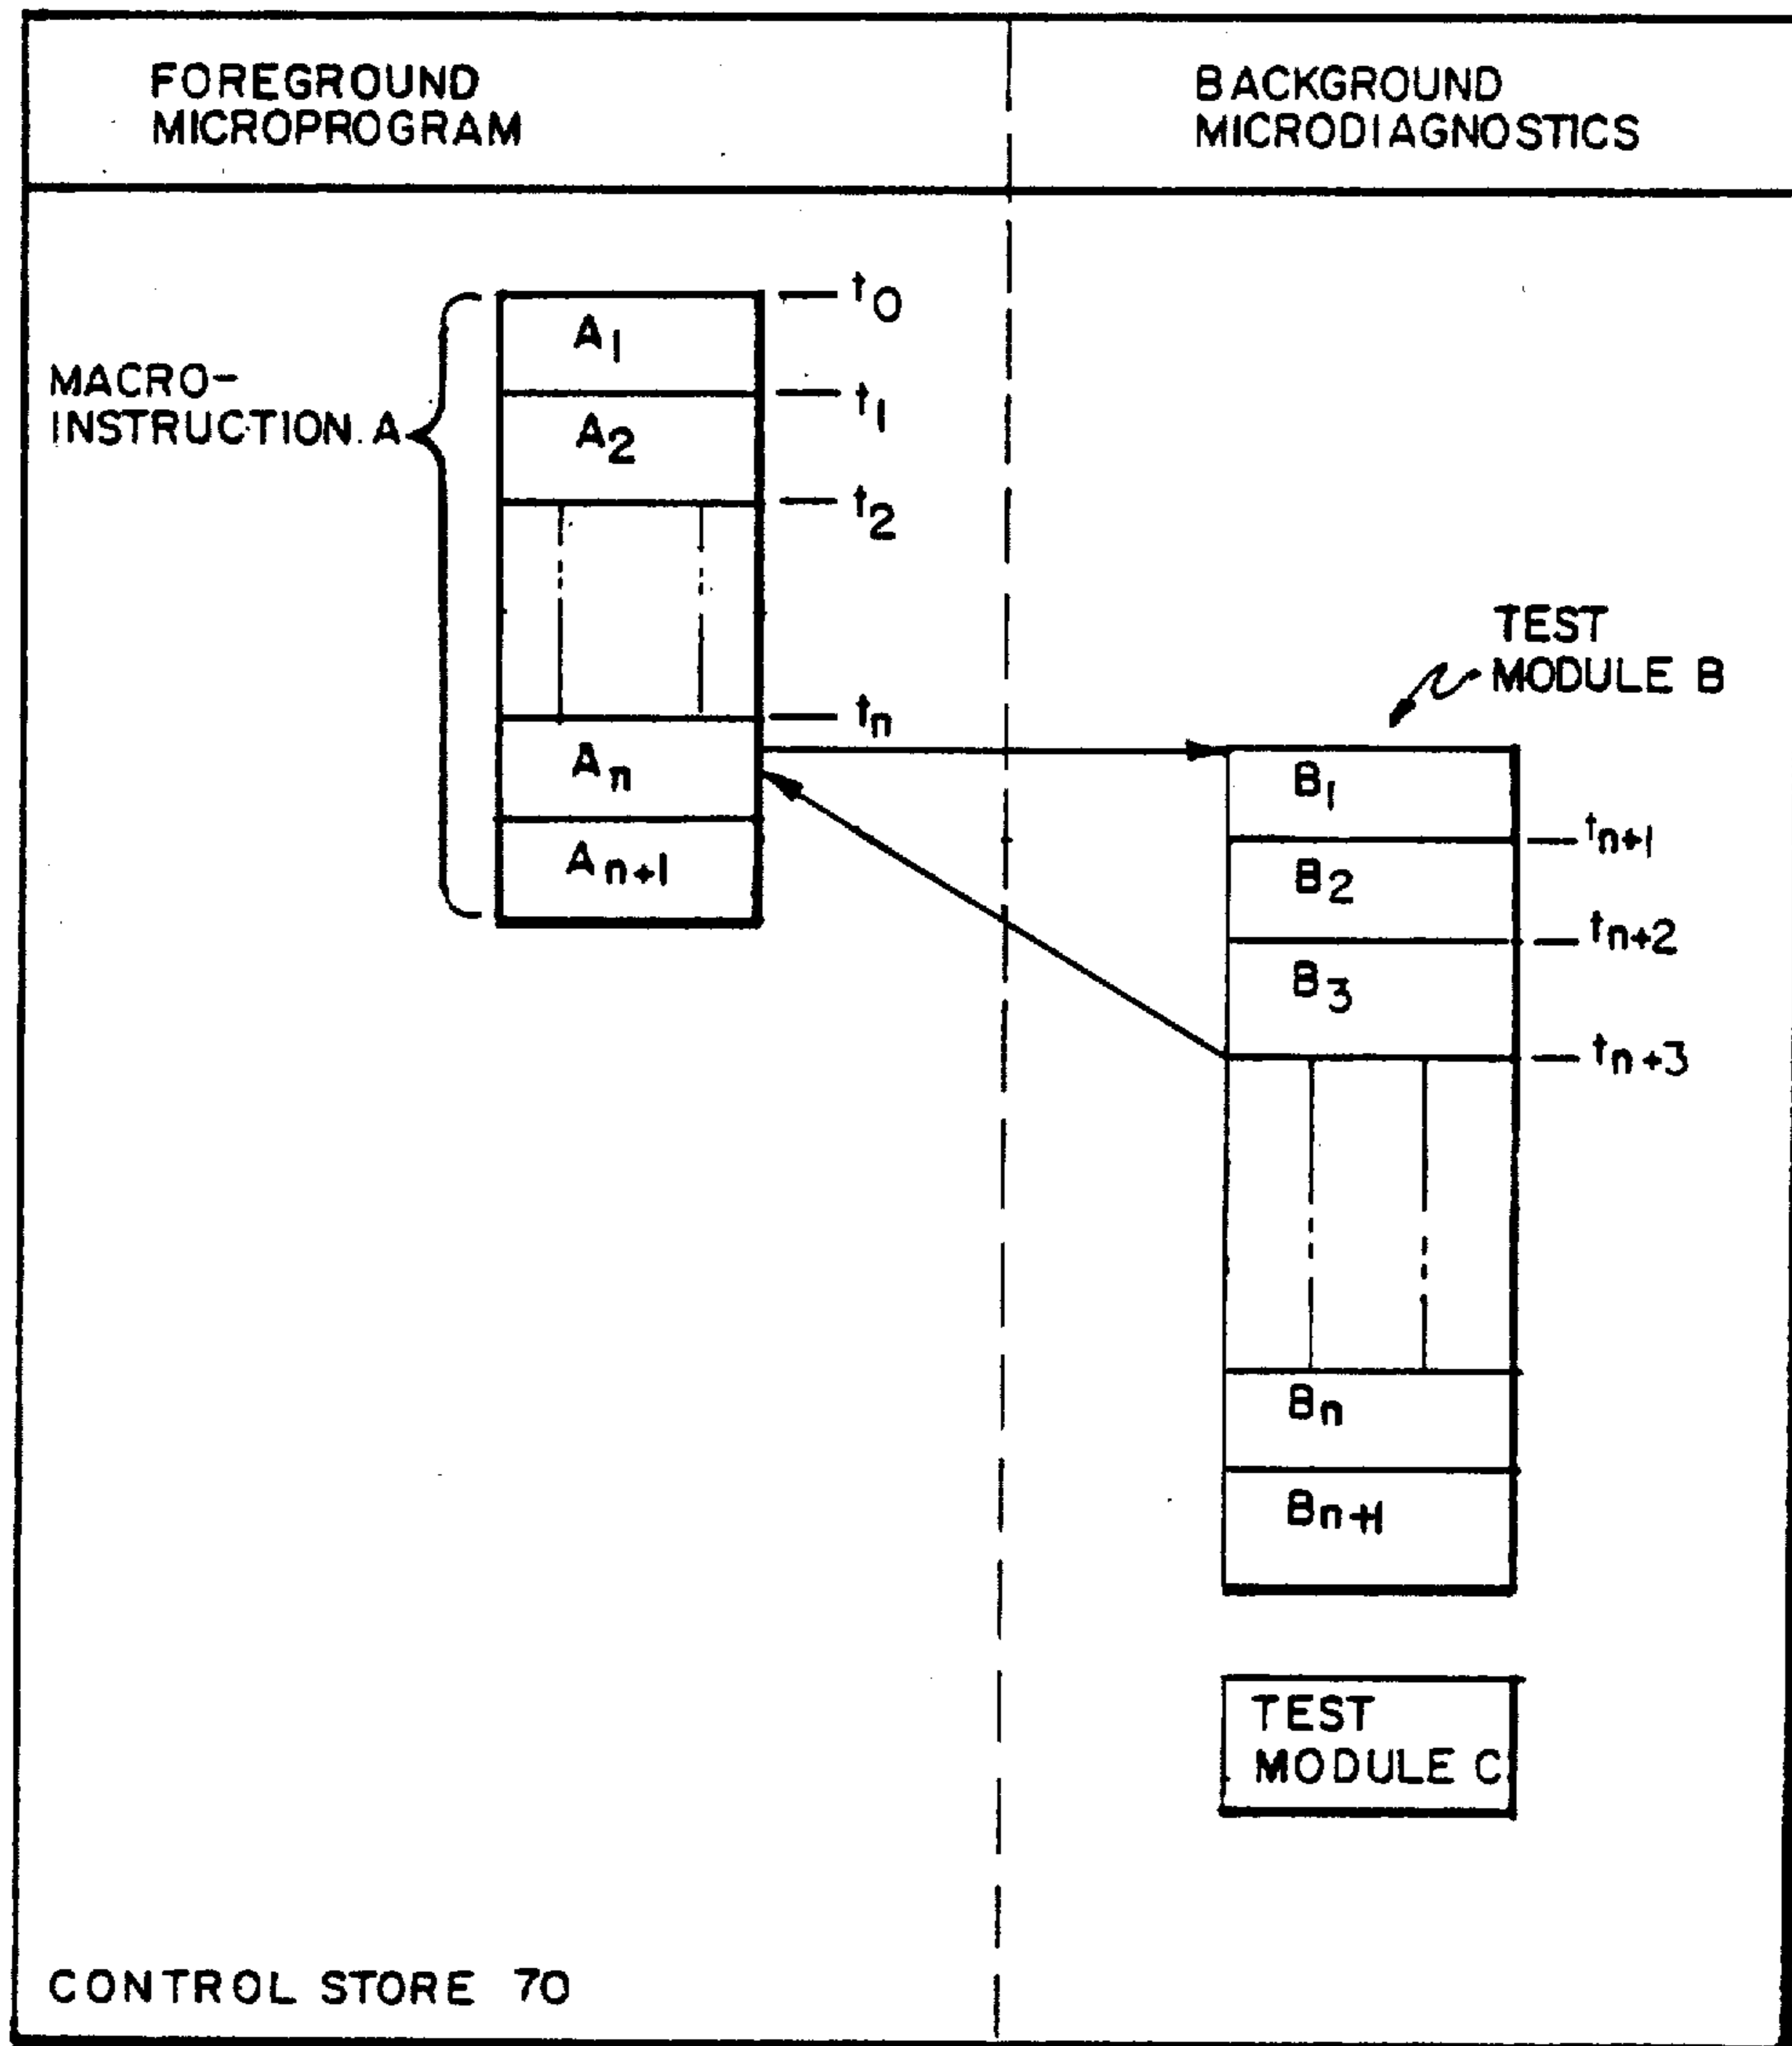 FOREGROUND
MICROPROGRAM
BACKGROUND
MICRODIAGNOSTICS
MACRO-
INSTRUCTION. A
A1
t0
A2
t1
t2
tn
An
An+1
TEST
MODULE B
B1
tn+1
B2
tn+2
B3
tn+3
Bn
Bn+1
TEST
MODULE C
CONTROL STORE 70